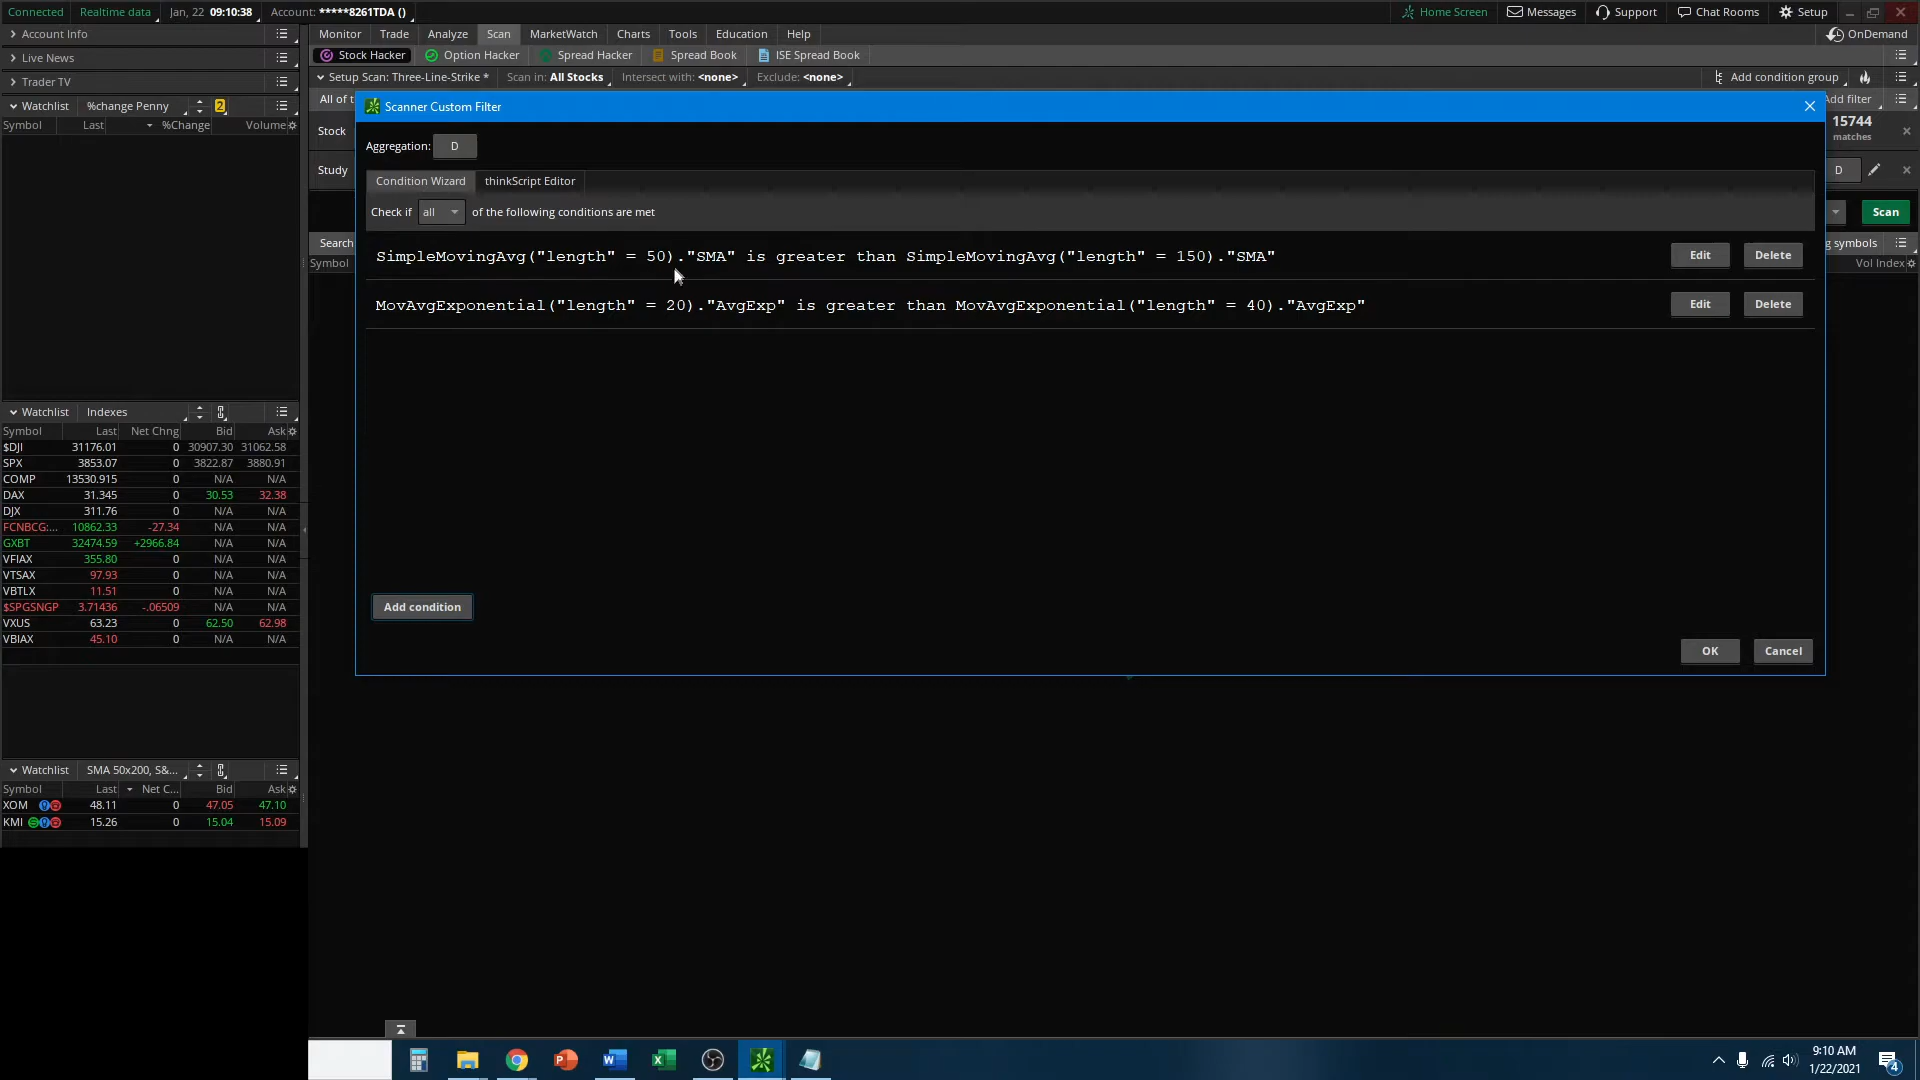 Connected Realtime data Jan, 22 09:10:38 Account: *****8261TDA () Home Screen Messages Support Chat Rooms Setup
Account Info Monitor Trade Analyze Scan MarketWatch Charts Tools Education Help OnDemand
Live News Stock Hacker Option Hacker Spread Hacker Spread Book ISE Spread Book
Trader TV Setup Scan: Three-Line-Strike * Scan in: All Stocks Intersect with: <none> Exclude: <none> Add condition group
Watchlist %change Penny 2
Symbol Last %Change Volume
All of t Add filter
Stock 15744
matches
Study D
Scan
Search g symbols
Symbol Vol Index
Scanner Custom Filter
Aggregation: D
Condition Wizard thinkScript Editor
Check if all of the following conditions are met
SimpleMovingAvg("length" = 50)."SMA" is greater than SimpleMovingAvg("length" = 150)."SMA" Edit Delete
MovAvgExponential("length" = 20)."AvgExp" is greater than MovAvgExponential("length" = 40)."AvgExp" Edit Delete
Add condition
OK Cancel
Watchlist Indexes
Symbol Last Net Chng Bid Ask
$DJI 31176.01 0 30907.30 31062.58
SPX 3853.07 0 3822.87 3880.91
COMP 13530.915 0 N/A N/A
DAX 31.345 0 30.53 32.38
DJX 311.76 0 N/A N/A
FCNBCG:... 10862.33 -27.34 N/A N/A
GXBT 32474.59 +2966.84 N/A N/A
VFIAX 355.80 0 N/A N/A
VTSAX 97.93 0 N/A N/A
VBTLX 11.51 0 N/A N/A
$SPGSNGP 3.71436 -.06509 N/A N/A
VXUS 63.23 0 62.50 62.98
VBIAX 45.10 0 N/A N/A
Watchlist SMA 50x200, S&...
Symbol Last Net C... Bid Ask
XOM 48.11 0 47.05 47.10
KMI 15.26 0 15.04 15.09
9:10 AM
1/22/2021
4